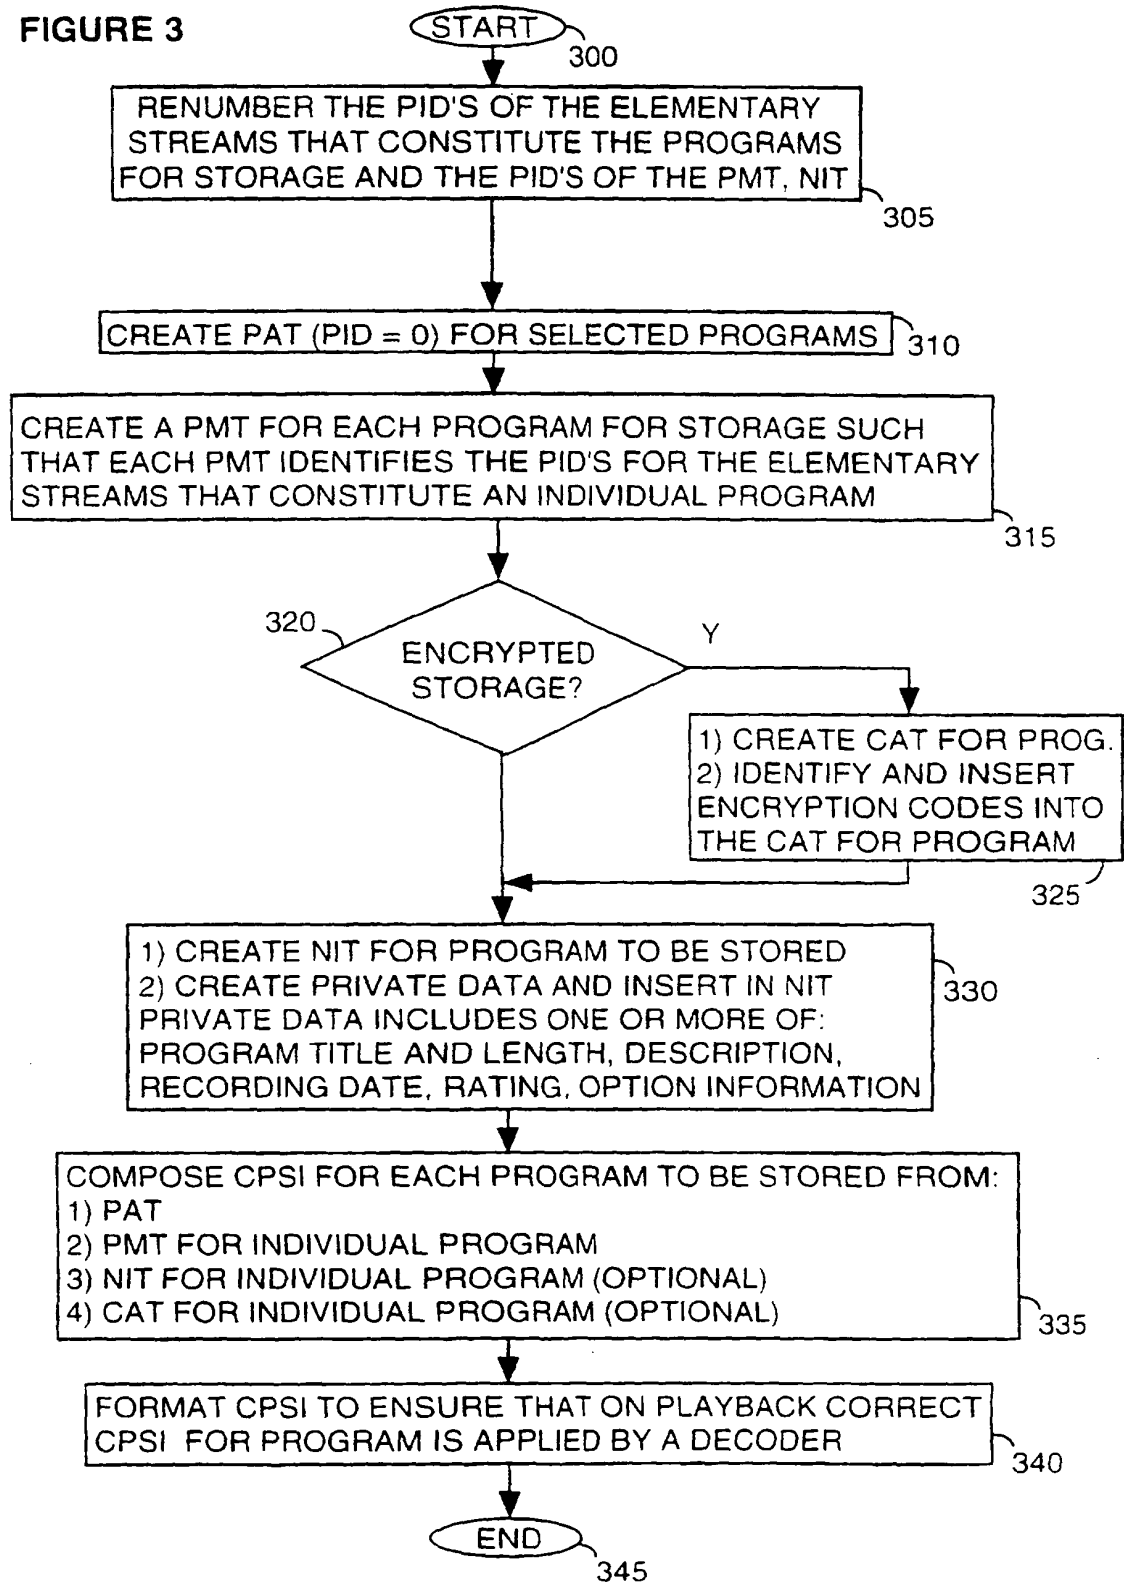 FIGURE 3
START
300
RENUMBER THE PID'S OF THE ELEMENTARY
STREAMS THAT CONSTITUTE THE PROGRAMS
FOR STORAGE AND THE PID'S OF THE PMT, NIT
305
CREATE PAT (PID = 0) FOR SELECTED PROGRAMS
310
CREATE A PMT FOR EACH PROGRAM FOR STORAGE SUCH
THAT EACH PMT IDENTIFIES THE PID'S FOR THE ELEMENTARY
STREAMS THAT CONSTITUTE AN INDIVIDUAL PROGRAM
315
320
ENCRYPTED
STORAGE?
Y
1) CREATE CAT FOR PROG.
2) IDENTIFY AND INSERT
ENCRYPTION CODES INTO
THE CAT FOR PROGRAM
325
1) CREATE NIT FOR PROGRAM TO BE STORED
2) CREATE PRIVATE DATA AND INSERT IN NIT
PRIVATE DATA INCLUDES ONE OR MORE OF:
PROGRAM TITLE AND LENGTH, DESCRIPTION,
RECORDING DATE, RATING, OPTION INFORMATION
330
COMPOSE CPSI FOR EACH PROGRAM TO BE STORED FROM:
1) PAT
2) PMT FOR INDIVIDUAL PROGRAM
3) NIT FOR INDIVIDUAL PROGRAM (OPTIONAL)
4) CAT FOR INDIVIDUAL PROGRAM (OPTIONAL)
335
FORMAT CPSI TO ENSURE THAT ON PLAYBACK CORRECT
CPSI FOR PROGRAM IS APPLIED BY A DECODER
340
END
345